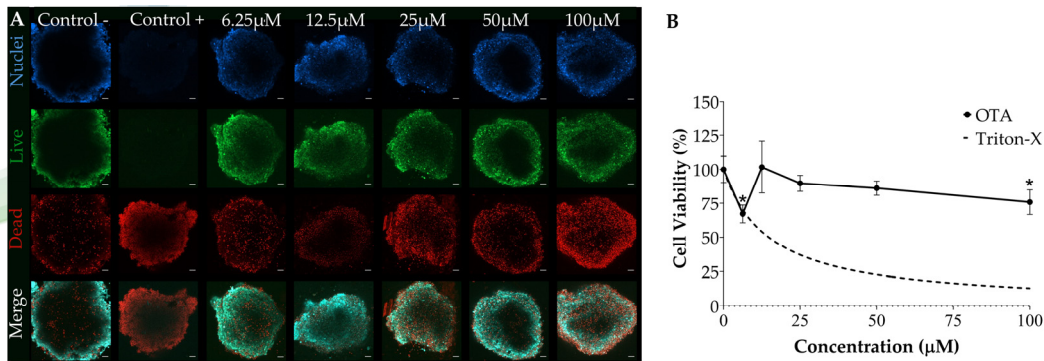 A Control - Control + 6.25μM 12.5μM 25μM 50μM 100μM
Nuclei
Live
Dead
Merge
B
Cell Viability (%)
150
125
100
75
50
25
0
* *
OTA
Triton-X
0 25 50 75 100
Concentration (μM)